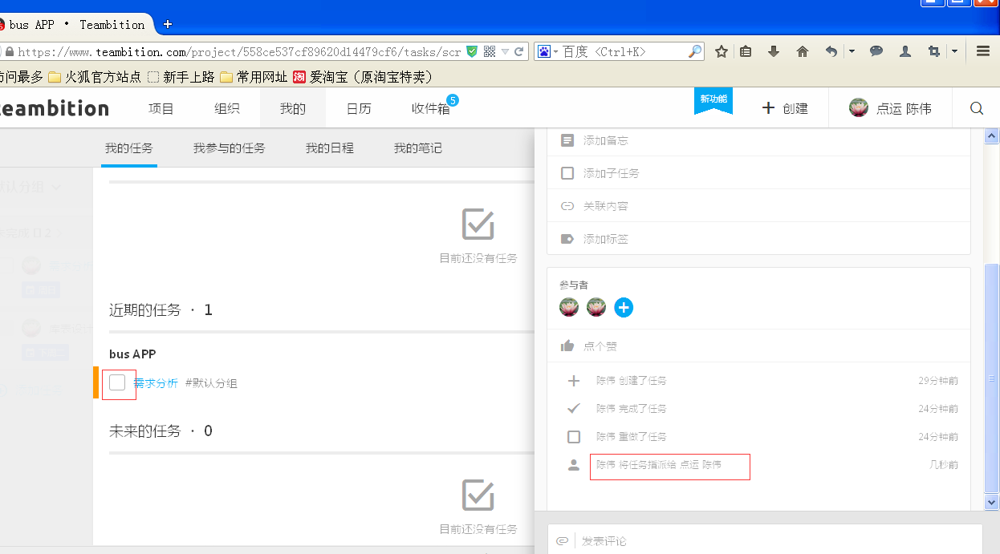 bus APP • Teambition +
https://www.teambition.com/project/558ce537cf89620d14479cf6/tasks/scr
百度 <Ctrl+K>
访问最多 火狐官方站点 新手上路 常用网址 淘 爱淘宝（原淘宝特卖）
teambition 项目 组织 我的 日历 收件箱 5 新功能 创建 点运 陈伟
我的任务 我参与的任务 我的日程 我的笔记
默认分组
目前还没有任务
近期的任务 · 1
bus APP
需求分析 #默认分组
未来的任务 · 0
目前还没有任务
添加备忘
添加子任务
关联内容
添加标签
参与者
点个赞
陈伟 创建了任务 29分钟前
陈伟 完成了任务 24分钟前
陈伟 重做了任务 24分钟前
陈伟 将任务指派给 点运 陈伟 几秒前
发表评论